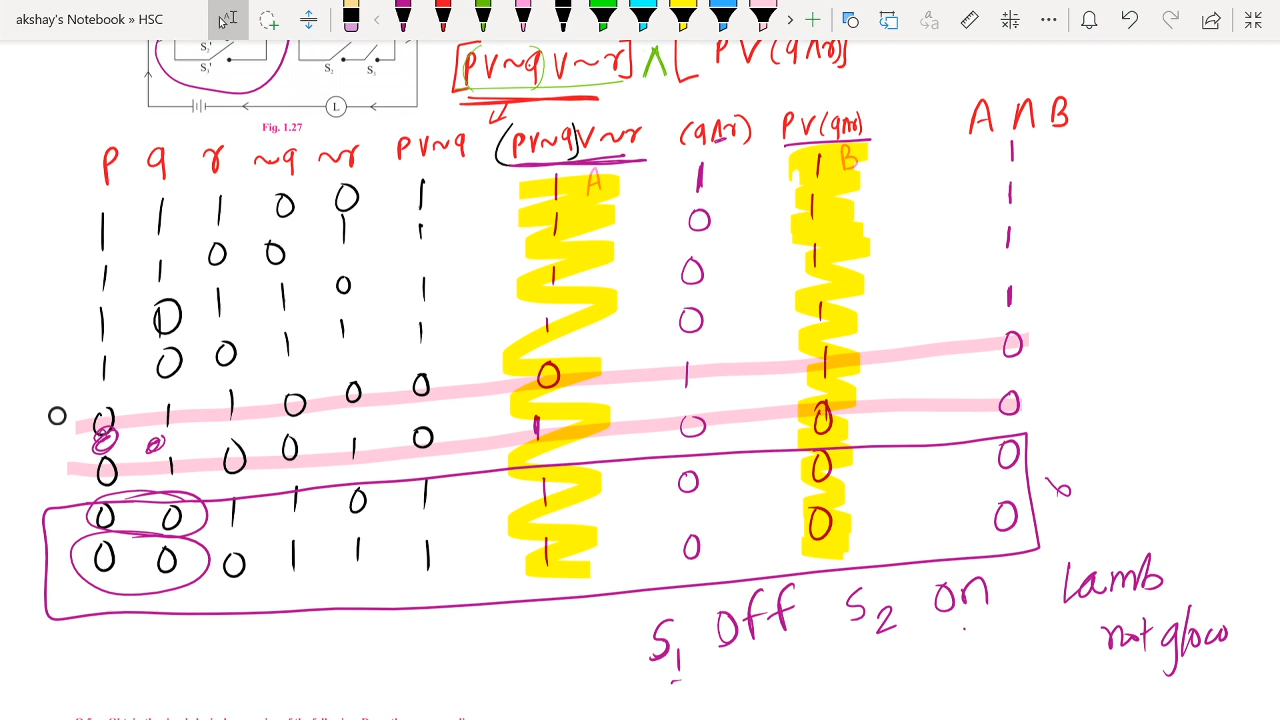 akshay's Notebook » HSC
S₁'
S₃'
S₂ S₃
L
Fig. 1.27
[(p∨~q)∨~r] ∧ [ p∨(q∧r)]
p q r ~q ~r p∨~q (p∨~q)∨~r (q∧r) p∨(q∧r) A ∩ B
A B
1 1 1 0 0 1 1 1 1 1
1 1 0 0 1 1 1 0 1 1
1 0 1 1 0 1 1 0 1 1
1 0 0 1 1 1 1 0 1 1
0 1 1 0 0 0 0 1 1 0
0 1 0 0 1 0 1 0 0 0
0 0 1 1 0 1 1 0 0 0
0 0 0 1 1 1 1 0 0 0
S₁ Off S₂ on
Lamb
not glow